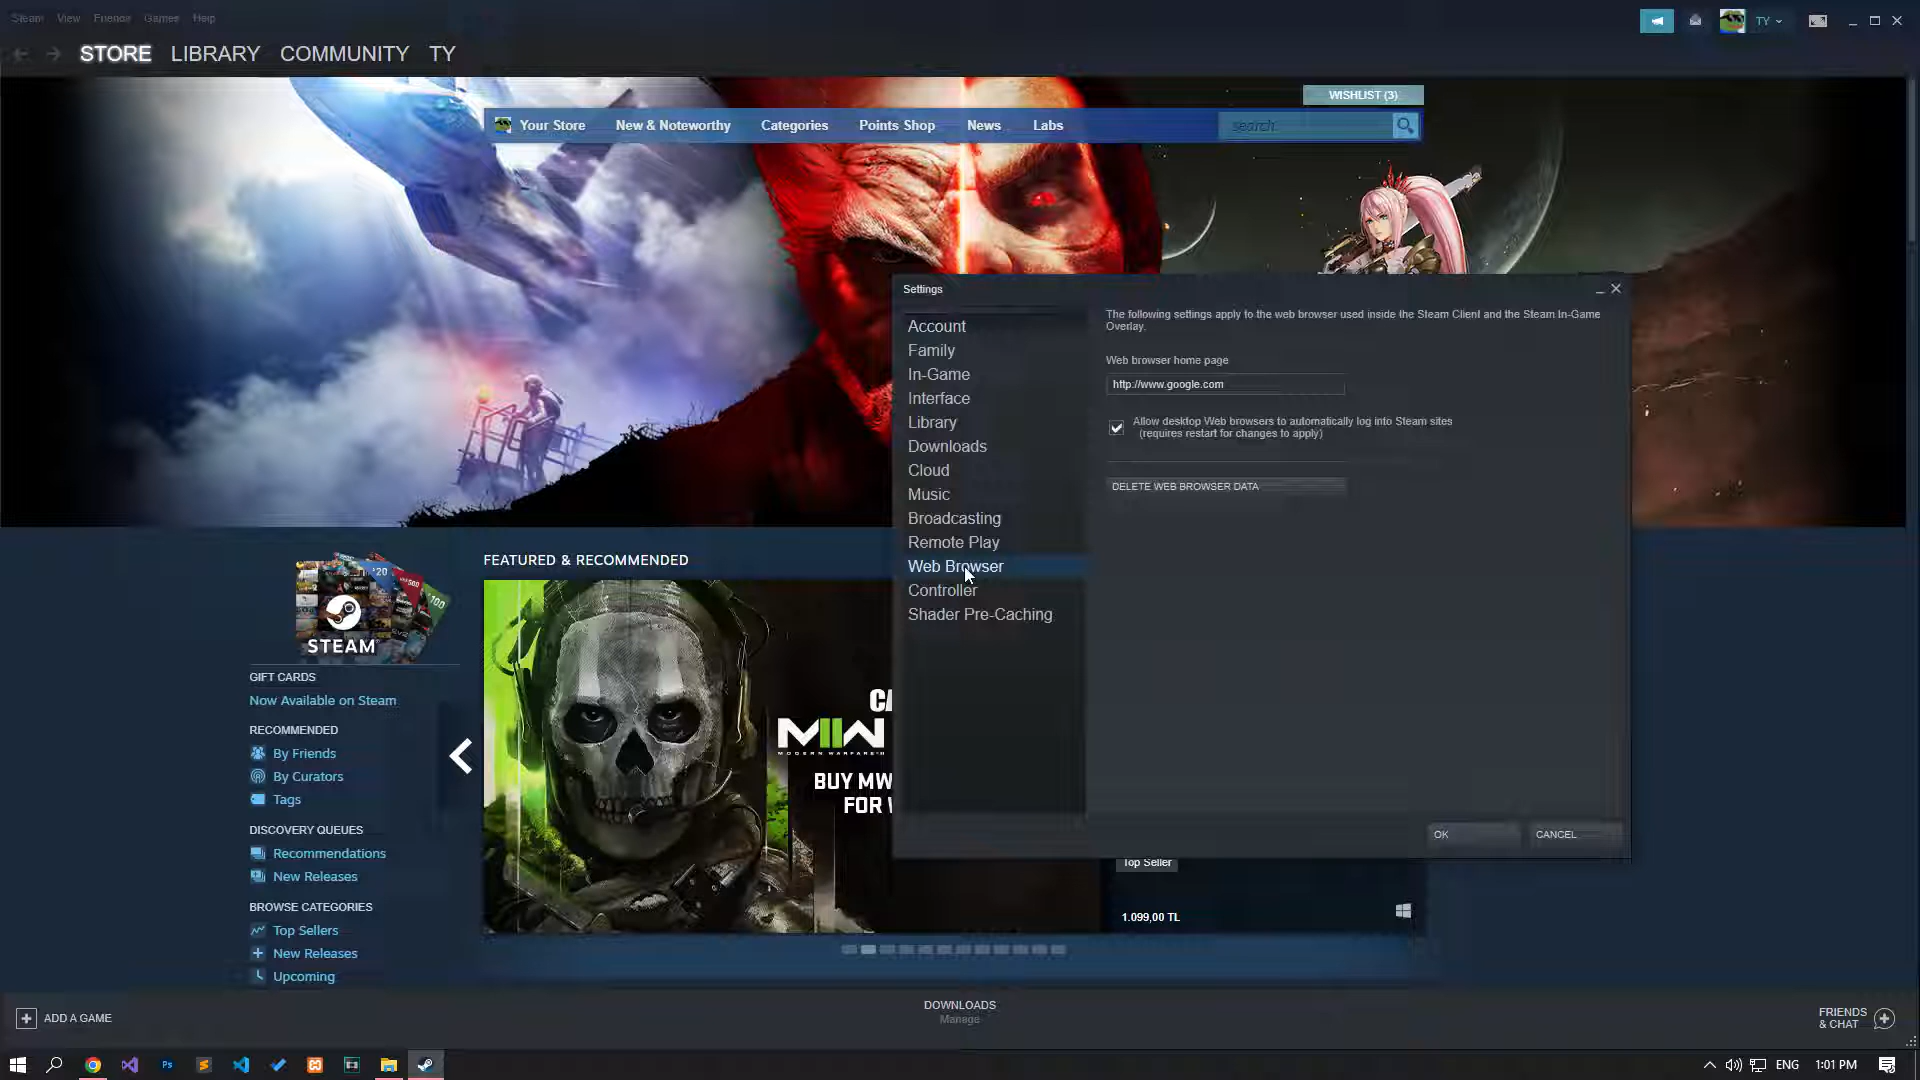 Steam View Friends Games Help
TY
STORE LIBRARY COMMUNITY TY
WISHLIST (3)
Your Store New & Noteworthy Categories Points Shop News Labs
search
Settings
Account
Family
In-Game
Interface
Library
Downloads
Cloud
Music
Broadcasting
Remote Play
Web Browser
Controller
Shader Pre-Caching
The following settings apply to the web browser used inside the Steam Client and the Steam In-Game
Overlay.
Web browser home page
http://www.google.com
Allow desktop Web browsers to automatically log into Steam sites
(requires restart for changes to apply)
DELETE WEB BROWSER DATA
OK CANCEL
STEAM
GIFT CARDS
Now Available on Steam
RECOMMENDED
By Friends
By Curators
Tags
DISCOVERY QUEUES
Recommendations
New Releases
BROWSE CATEGORIES
Top Sellers
New Releases
Upcoming
FEATURED & RECOMMENDED
MWII
MODERN WARFARE II
BUY MW
FOR
Top Seller
1.099,00 TL
ADD A GAME
DOWNLOADS
Manage
FRIENDS
& CHAT
Ps
ENG
1:01 PM